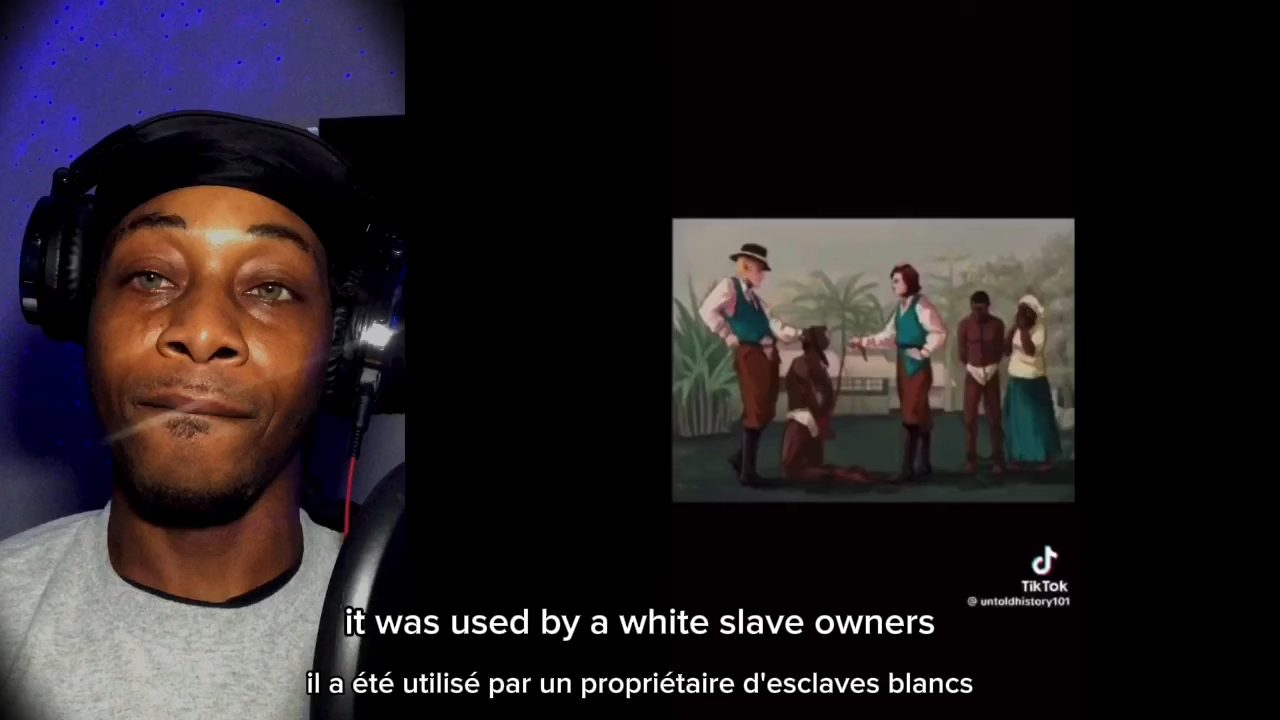 TikTok
@ untoldhistory101
it was used by a white slave owners
il a été utilisé par un propriétaire d'esclaves blancs